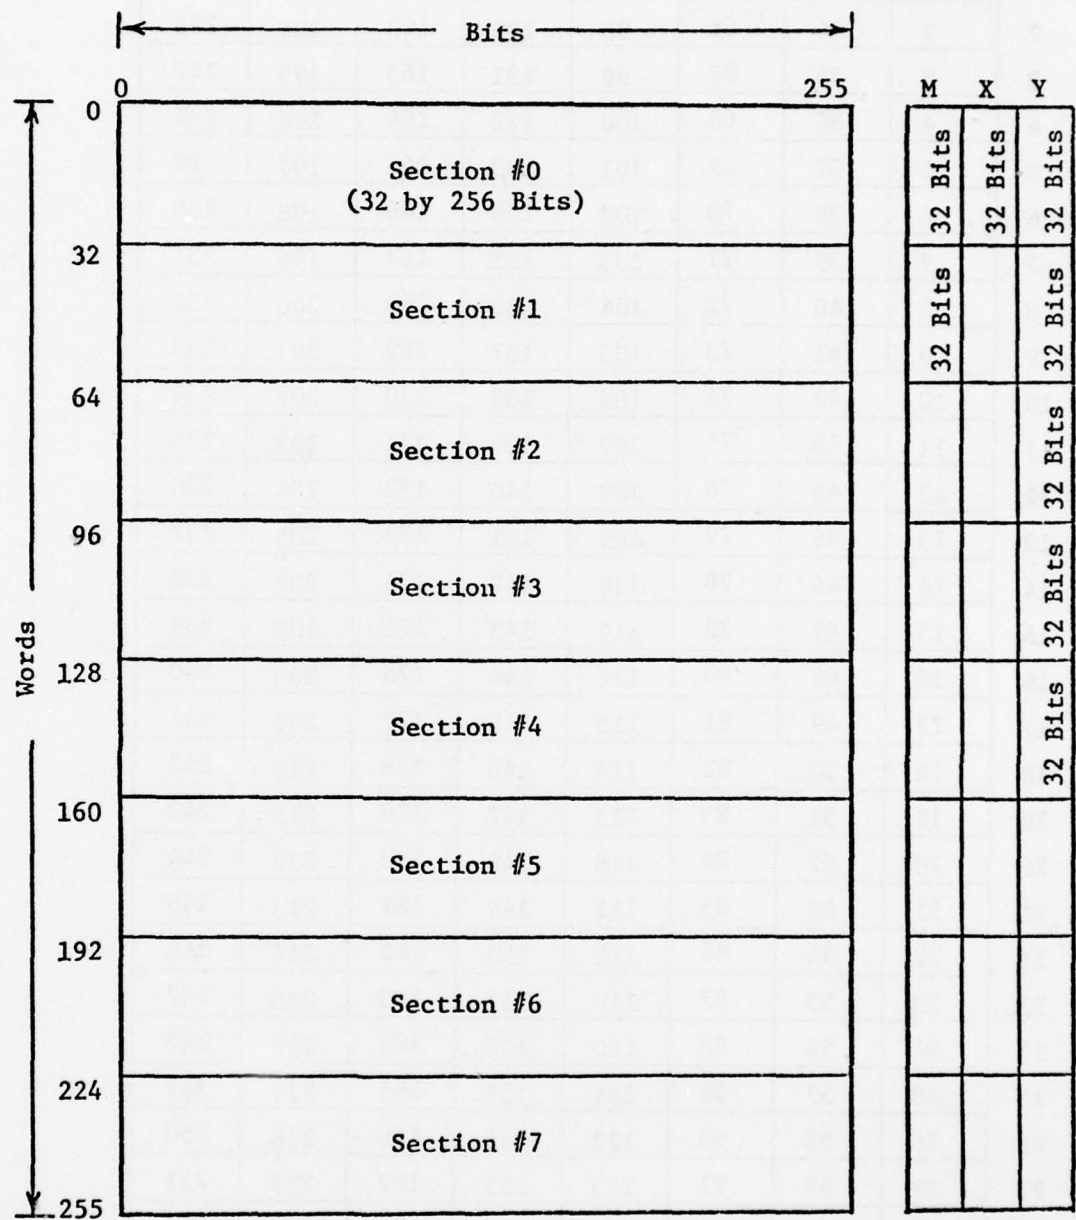 Bits
0 255 M X Y
0
Section #0
(32 by 256 Bits)
32 Bits
32 Bits
32 Bits
32
Section #1
32 Bits
32 Bits
64
Section #2
32 Bits
96
Section #3
32 Bits
Words
128
Section #4
32 Bits
160
Section #5
192
Section #6
224
Section #7
255